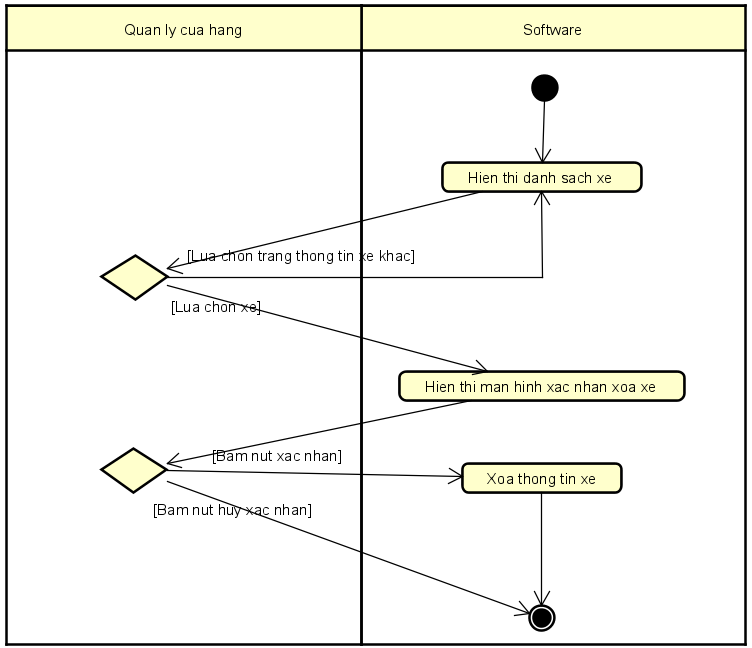 Quan ly cua hang
Software
Hien thi danh sach xe
[Lua chon trang thong tin xe khac]
[Lua chon xe]
Hien thi man hinh xac nhan xoa xe
[Bam nut xac nhan]
Xoa thong tin xe
[Bam nut huy xac nhan]